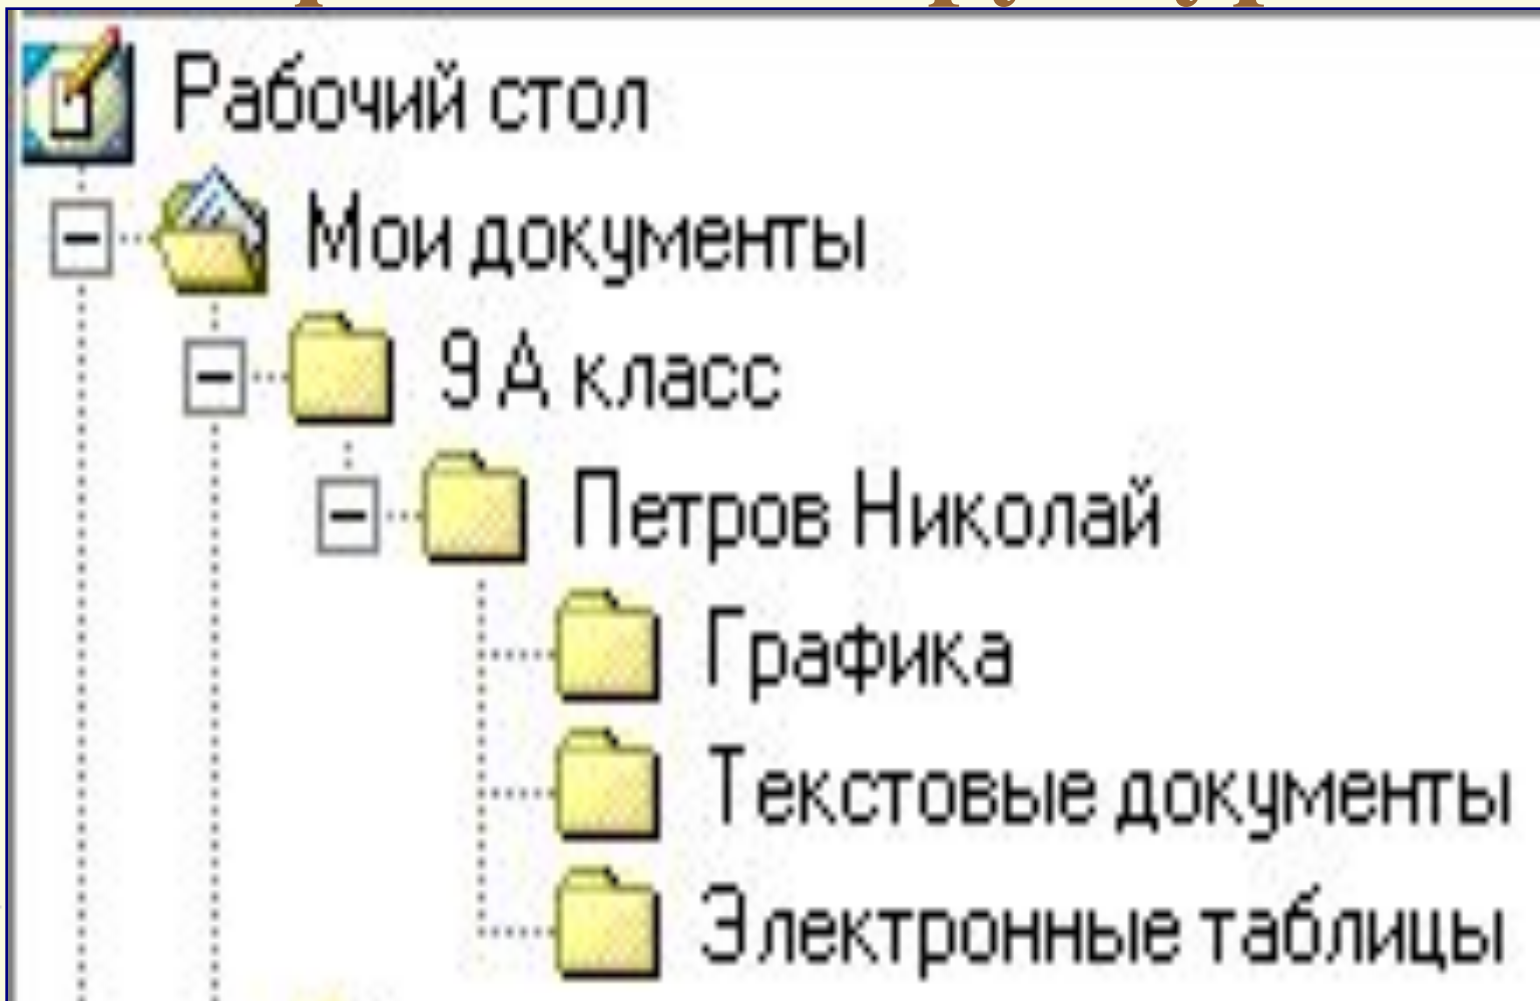 Рабочий стол
Мои документы
9 А класс
Петров Николай
Графика
Текстовые документы
Электронные таблицы